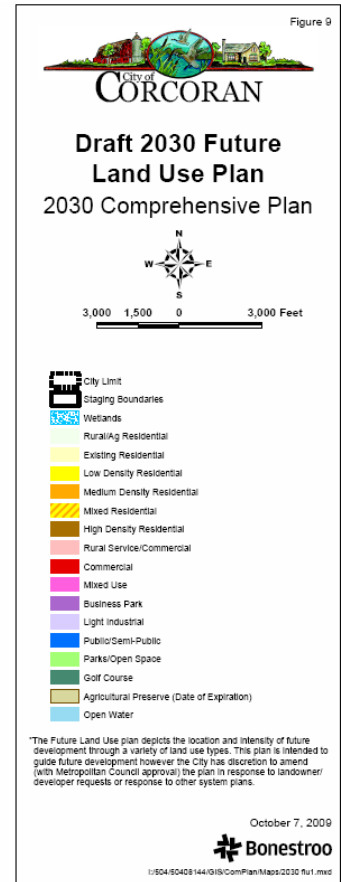 Figure 9
City of
CORCORAN
Draft 2030 Future
Land Use Plan
2030 Comprehensive Plan
N
W E
S
3,000 1,500 0 3,000 Feet
City Limit
Staging Boundaries
Wetlands
Rural/Ag Residential
Existing Residential
Low Density Residential
Medium Density Residential
Mixed Residential
High Density Residential
Rural Service/Commercial
Commercial
Mixed Use
Business Park
Light Industrial
Public/Semi-Public
Parks/Open Space
Golf Course
Agricultural Preserve (Date of Expiration)
Open Water
*The Future Land Use plan depicts the location and intensity of future
development through a variety of land use types. This plan is intended to
guide future development however the City has discretion to amend
(with Metropolitan Council approval) the plan in response to landowner/
developer requests or response to other system plans.
October 7, 2009
Bonestroo
I:/504/50408144/GIS/ComPlan/Maps/2030 flu1.mxd